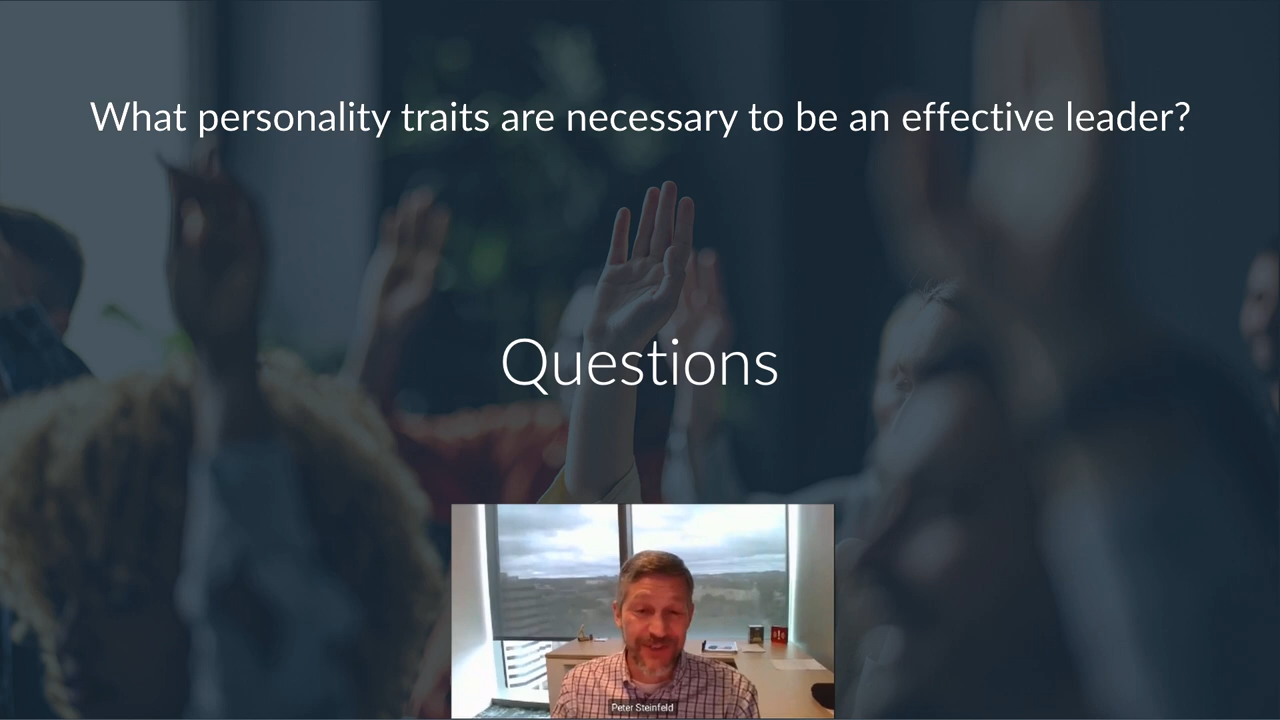 What personality traits are necessary to be an effective leader?
Questions
Peter Steinfeld